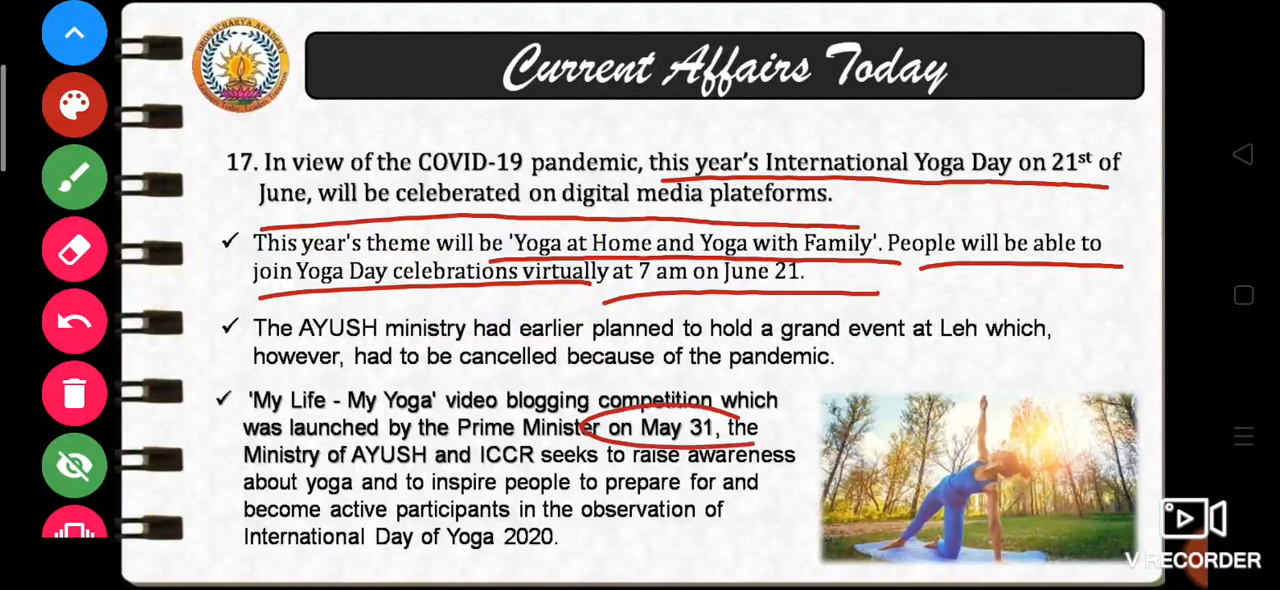 DRONACHARYA ACADEMY
Current Affairs Today
17. In view of the COVID-19 pandemic, this year's International Yoga Day on 21st of
June, will be celeberated on digital media plateforms.
✓ This year's theme will be 'Yoga at Home and Yoga with Family'. People will be able to
join Yoga Day celebrations virtually at 7 am on June 21.
✓ The AYUSH ministry had earlier planned to hold a grand event at Leh which,
however, had to be cancelled because of the pandemic.
✓ 'My Life - My Yoga' video blogging competition which
was launched by the Prime Minister on May 31, the
Ministry of AYUSH and ICCR seeks to raise awareness
about yoga and to inspire people to prepare for and
become active participants in the observation of
International Day of Yoga 2020.
V RECORDER